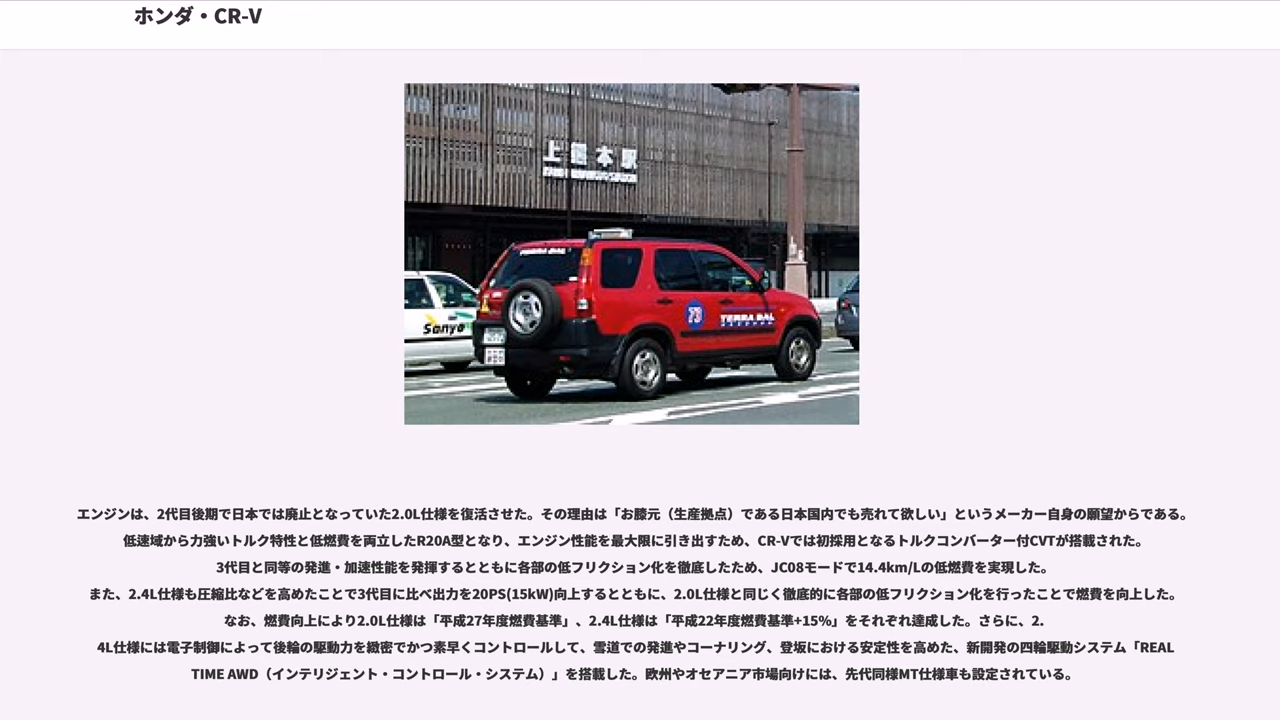 ホンダ・CR-V
上熊本駅
TERRA DAI
Sanyo
エンジンは、2代目後期で日本では廃止となっていた2.0L仕様を復活させた。その理由は「お膝元（生産拠点）である日本国内でも売れて欲しい」というメーカー自身の願望からである。
低速域から力強いトルク特性と低燃費を両立したR20A型となり、エンジン性能を最大限に引き出すため、CR-Vでは初採用となるトルクコンバーター付CVTが搭載された。
3代目と同等の発進・加速性能を発揮するとともに各部の低フリクション化を徹底したため、JC08モードで14.4km/Lの低燃費を実現した。
また、2.4L仕様も圧縮比などを高めたことで3代目に比べ出力を20PS(15kW)向上するとともに、2.0L仕様と同じく徹底的に各部の低フリクション化を行ったことで燃費を向上した。
なお、燃費向上により2.0L仕様は「平成27年度燃費基準」、2.4L仕様は「平成22年度燃費基準+15%」をそれぞれ達成した。さらに、2.
4L仕様には電子制御によって後輪の駆動力を緻密でかつ素早くコントロールして、雪道での発進やコーナリング、登坂における安定性を高めた、新開発の四輪駆動システム「REAL
TIME AWD（インテリジェント・コントロール・システム）」を搭載した。欧州やオセアニア市場向けには、先代同様MT仕様車も設定されている。